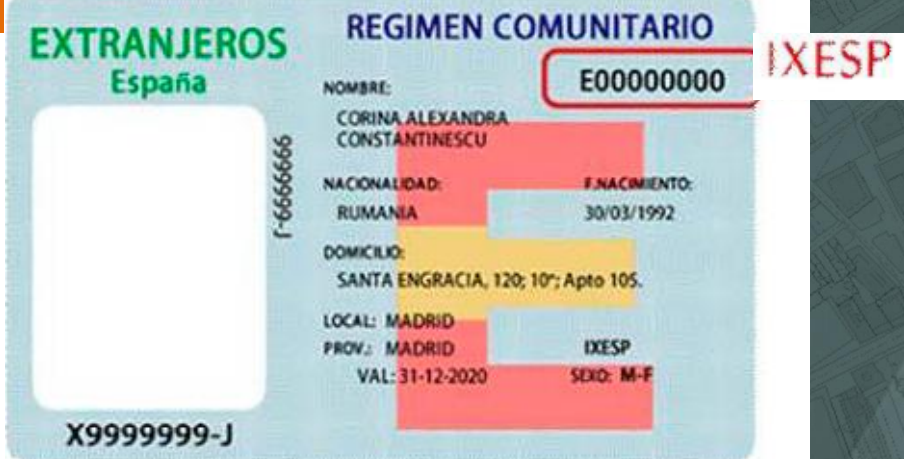 EXTRANJEROS
España
REGIMEN COMUNITARIO
E00000000
IXESP
NOMBRE:
CORINA ALEXANDRA
CONSTANTINESCU
NACIONALIDAD:
F.NACIMIENTO:
RUMANIA
30/03/1992
DOMICILIO:
SANTA ENGRACIA, 120; 10º; Apto 105.
LOCAL: MADRID
PROV.: MADRID
IXESP
VAL: 31-12-2020
SEXO: M-F
X9999999-J